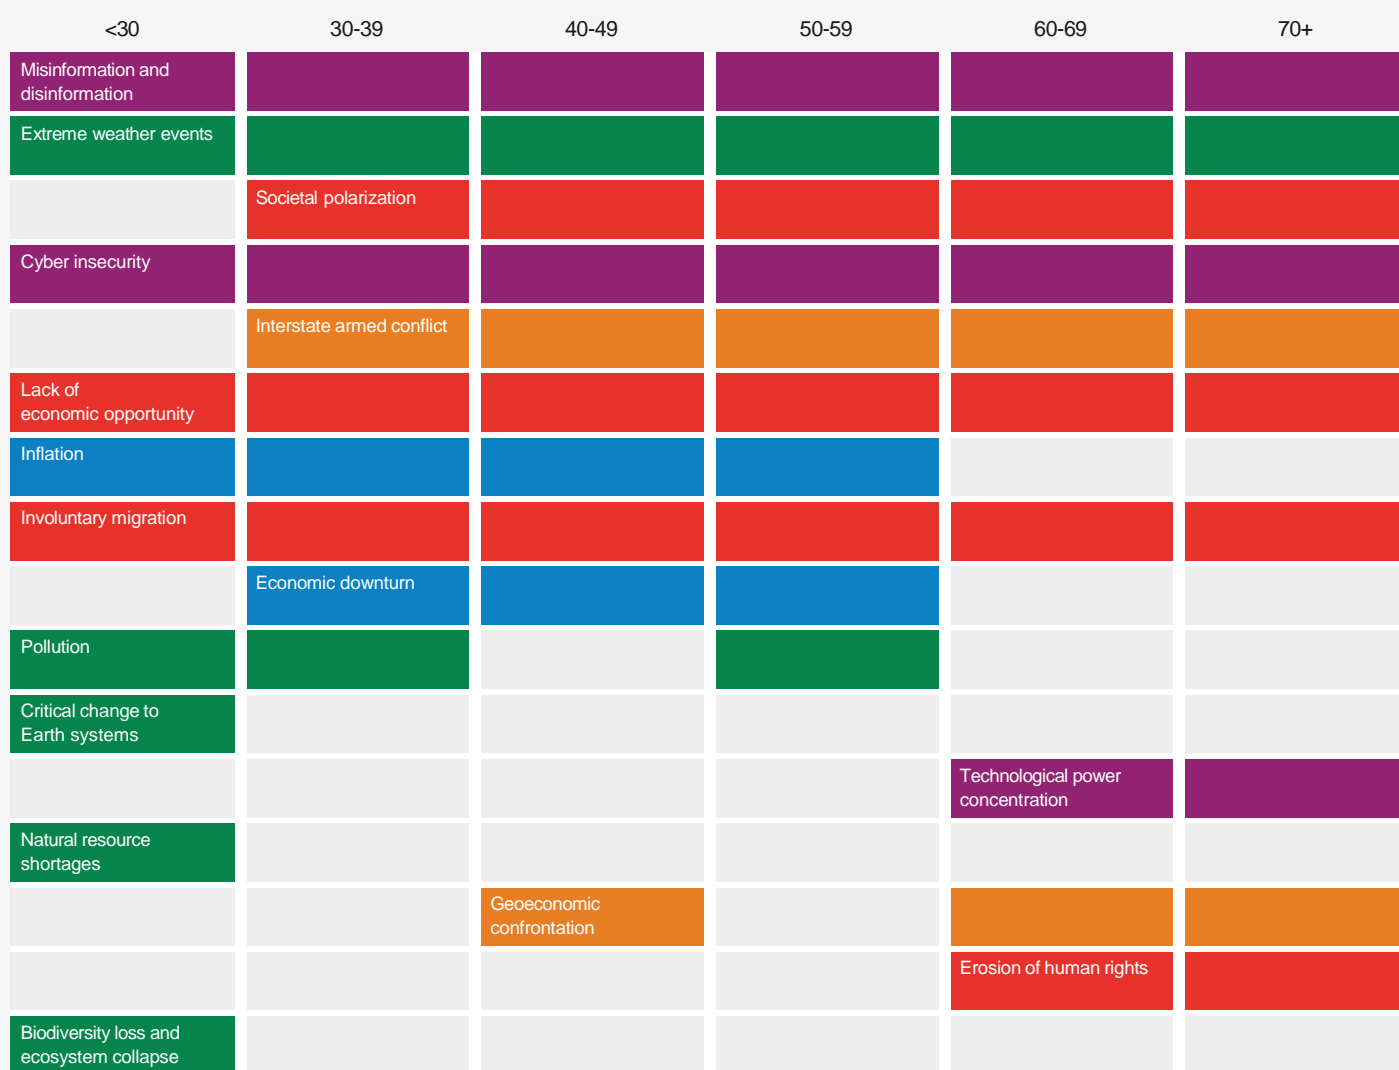 <30 30-39 40-49 50-59 60-69 70+
Misinformation and
disinformation
Extreme weather events
Societal polarization
Cyber insecurity
Interstate armed conflict
Lack of
economic opportunity
Inflation
Involuntary migration
Economic downturn
Pollution
Critical change to
Earth systems
Technological power
concentration
Natural resource
shortages
Geoeconomic
confrontation
Erosion of human rights
Biodiversity loss and
ecosystem collapse